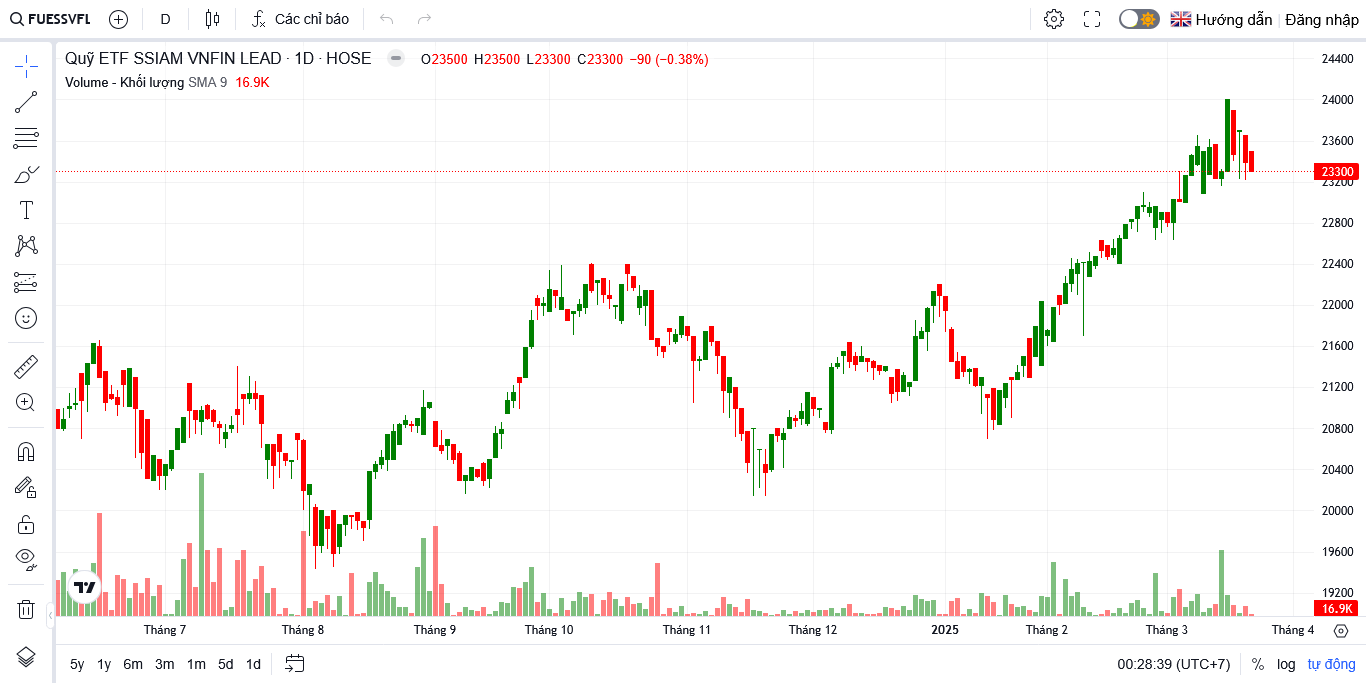 FUESSVFL D Các chỉ báo Hướng dẫn Đăng nhập
Quỹ ETF SSIAM VNFIN LEAD · 1D · HOSE O23500 H23500 L23300 C23300 −90 (−0.38%)
Volume - Khối lượng SMA 9 16.9K
24400
24000
23600
23300
23200
22800
22400
22000
21600
21200
20800
20400
20000
19600
19200
16.9K
Tháng 7 Tháng 8 Tháng 9 Tháng 10 Tháng 11 Tháng 12 2025 Tháng 2 Tháng 3 Tháng 4
5y 1y 6m 3m 1m 5d 1d 00:28:39 (UTC+7) % log tự động